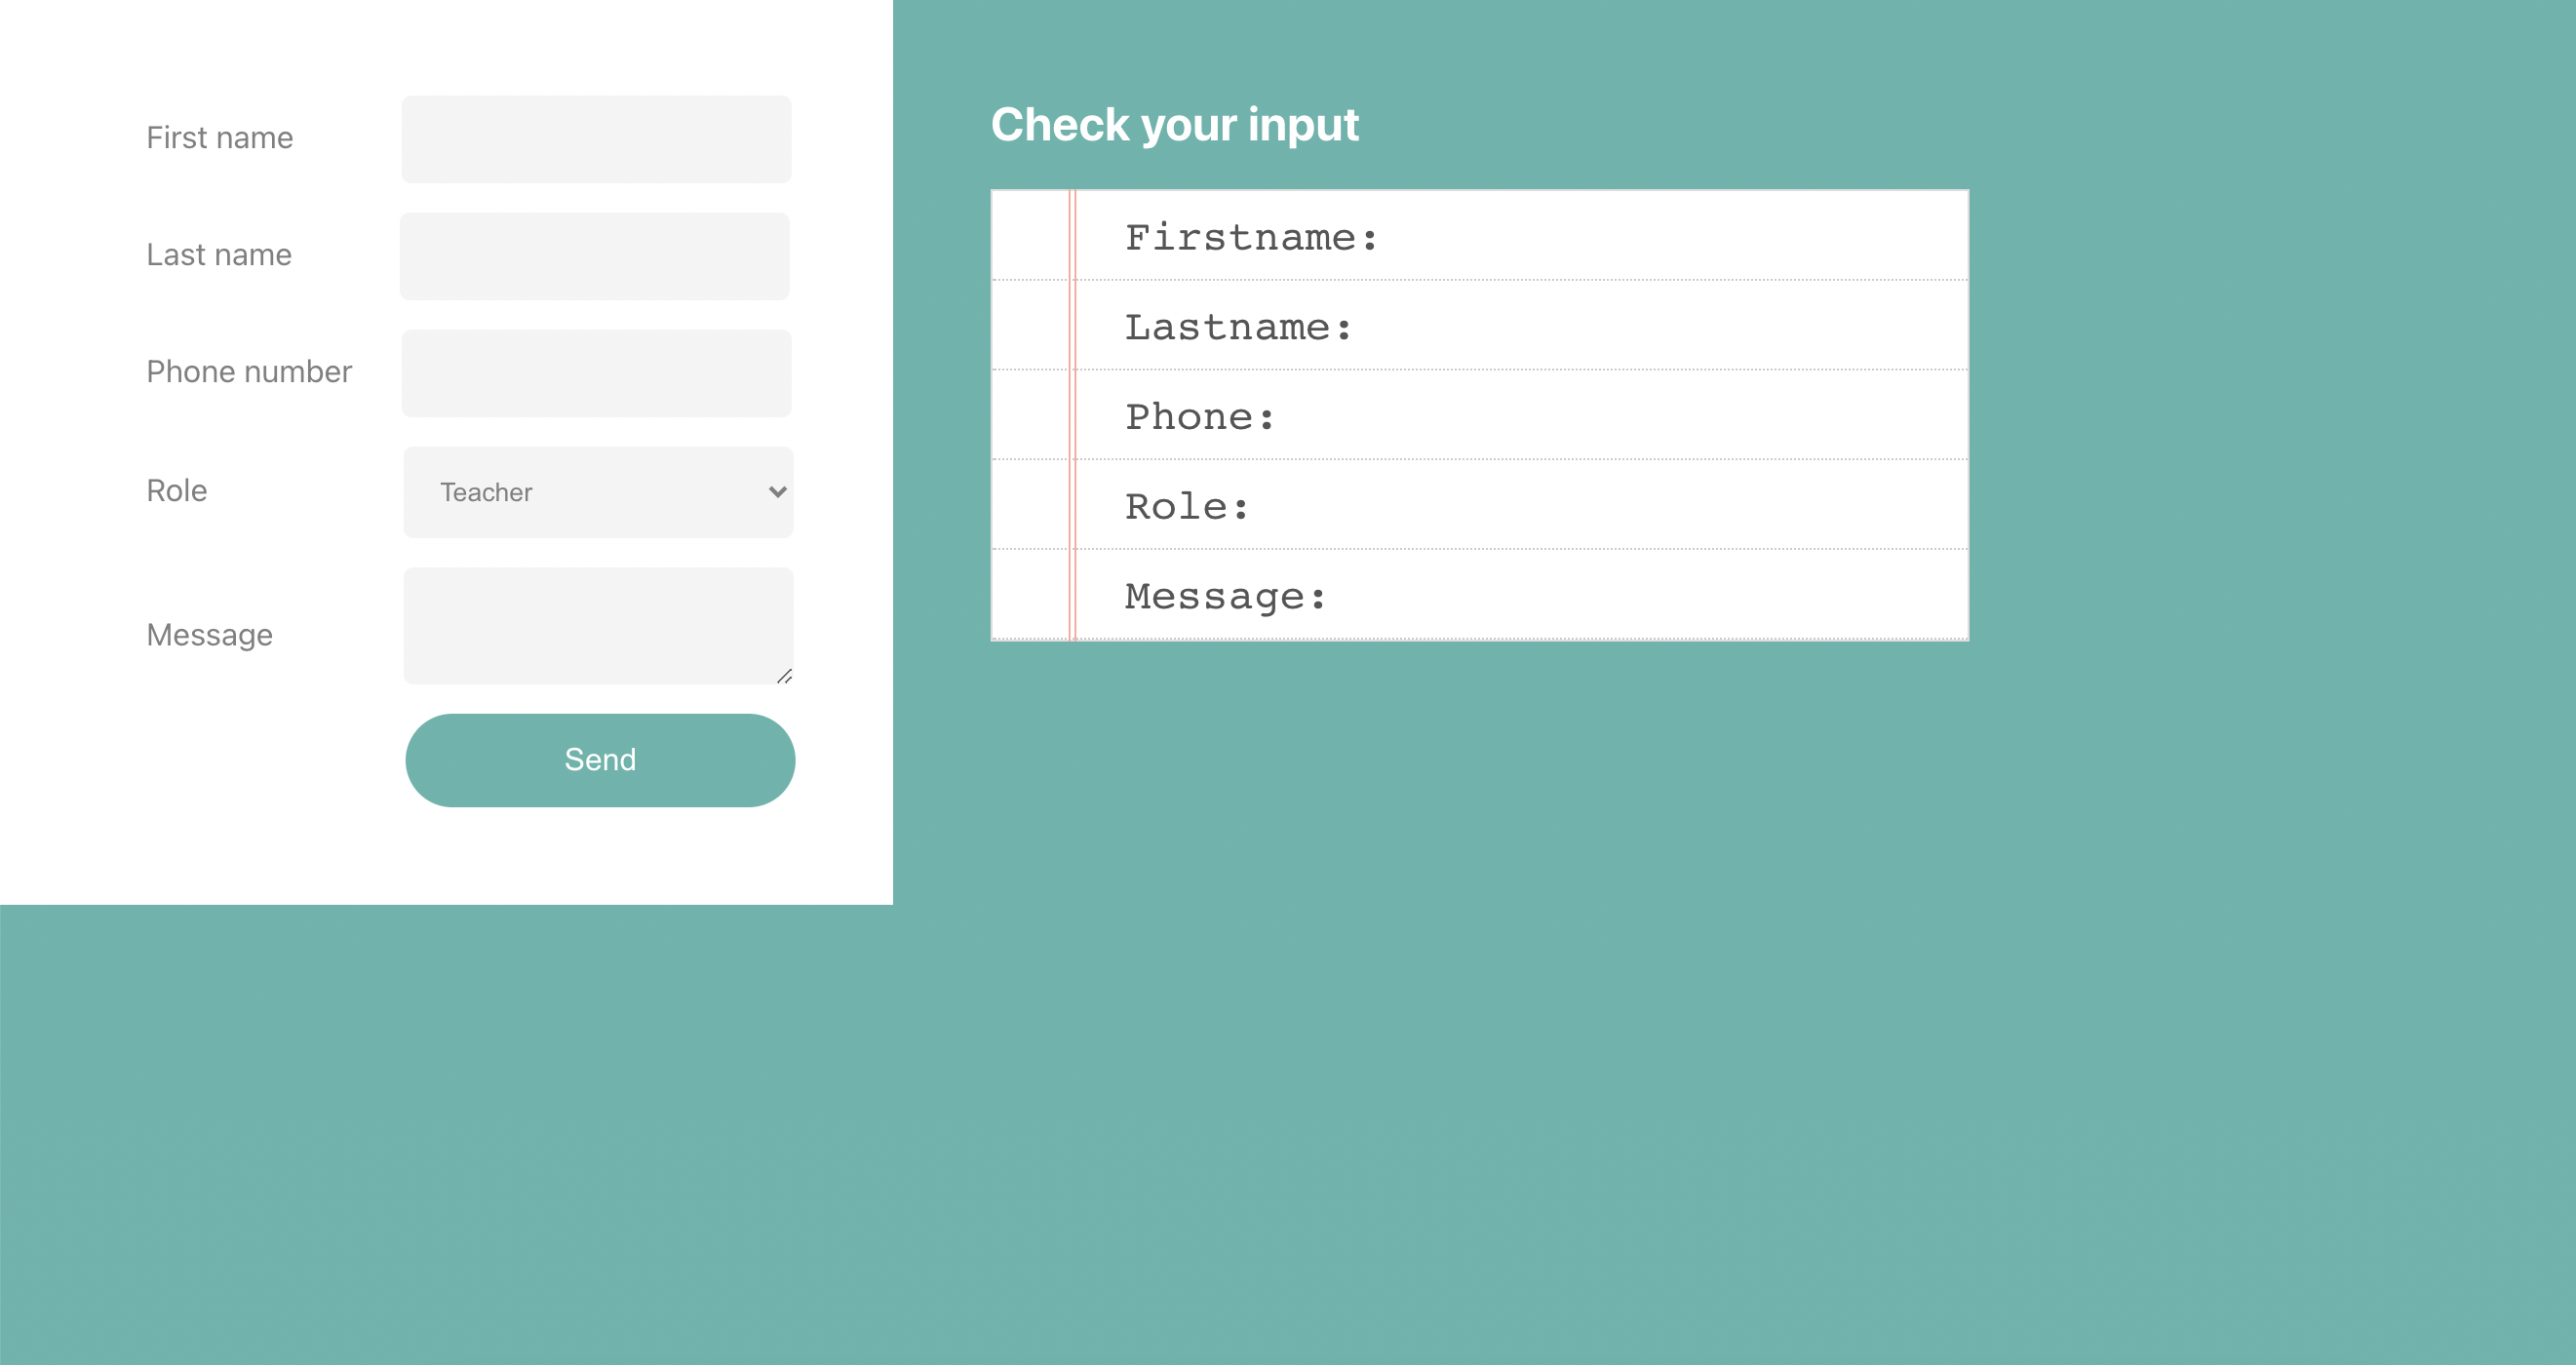 First name
Last name
Phone number
Role
Teacher
Message
Send
Check your input
Firstname:
Lastname:
Phone:
Role:
Message: